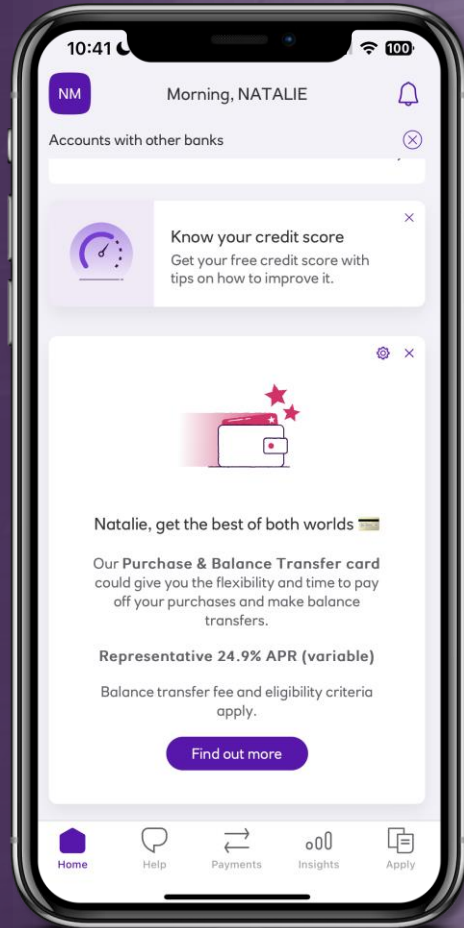 10:41
100
NM
Morning, NATALIE
Accounts with other banks
Know your credit score
Get your free credit score with
tips on how to improve it.
Natalie, get the best of both worlds 💳
Our Purchase & Balance Transfer card
could give you the flexibility and time to pay
off your purchases and make balance
transfers.
Representative 24.9% APR (variable)
Balance transfer fee and eligibility criteria
apply.
Find out more
Home
Help
Payments
Insights
Apply